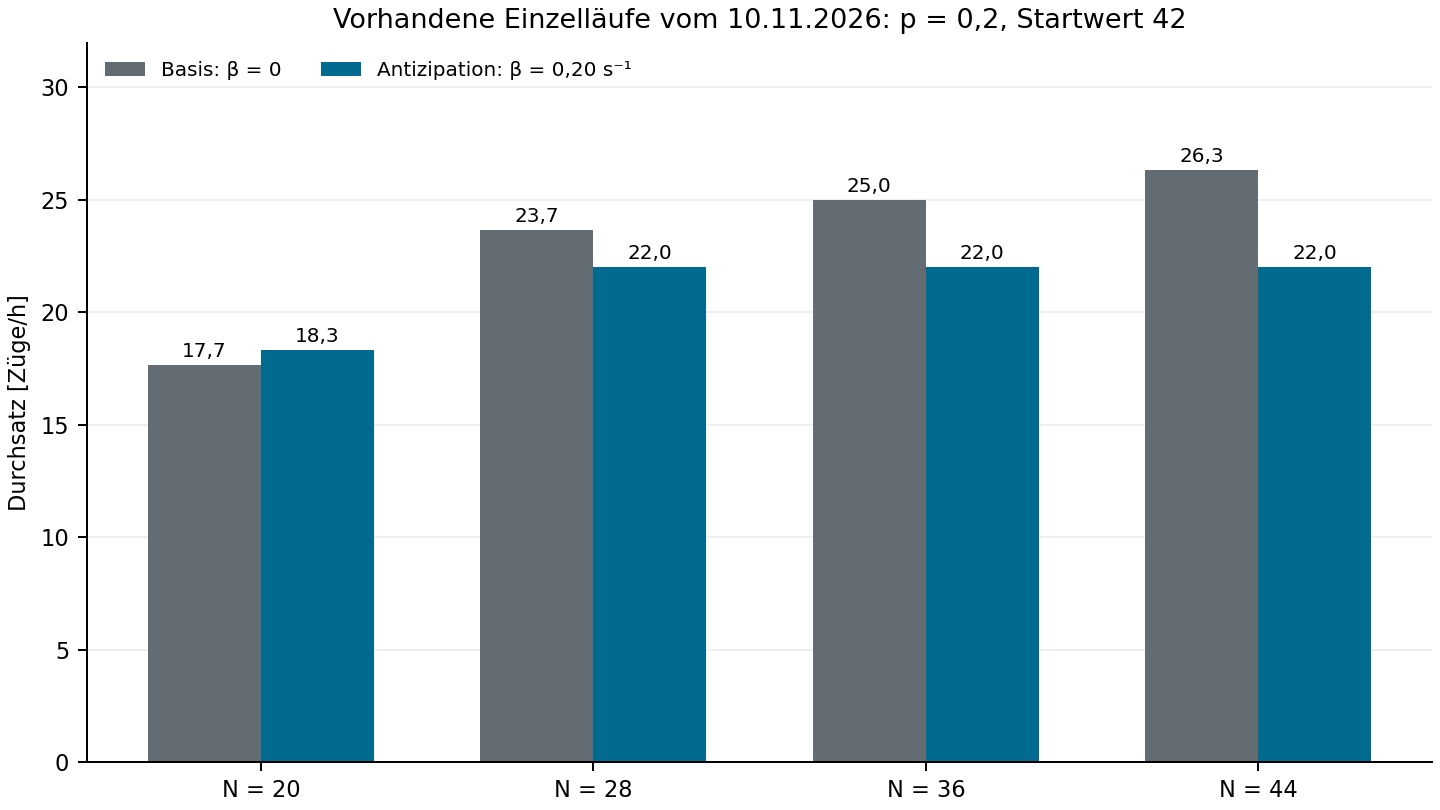 Vorhandene Einzelläufe vom 10.11.2026: p = 0,2, Startwert 42
Basis: β = 0
Antizipation: β = 0,20 s⁻¹
Durchsatz [Züge/h]
30
25
20
15
10
5
0
17,7
18,3
23,7
22,0
25,0
22,0
26,3
22,0
N = 20
N = 28
N = 36
N = 44